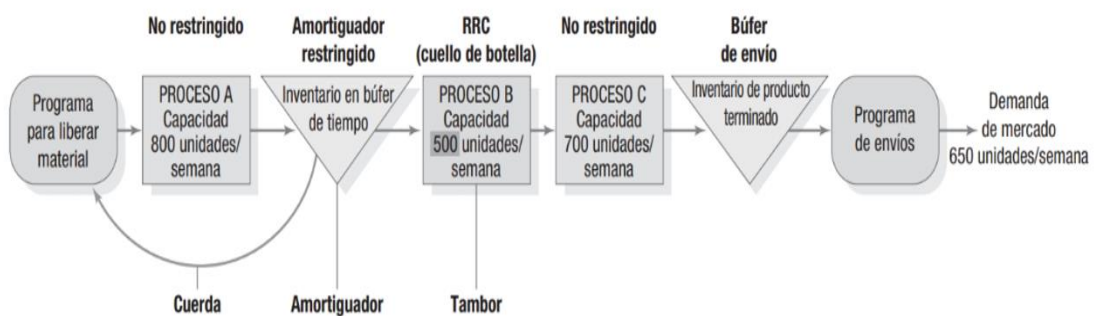 No restringido
Amortiguador
restringido
RRC
(cuello de botella)
No restringido
Búfer
de envío
Programa
para liberar
material
PROCESO A
Capacidad
800 unidades/
semana
Inventario en búfer
de tiempo
PROCESO B
Capacidad
500 unidades/
semana
PROCESO C
Capacidad
700 unidades/
semana
Inventario de producto
terminado
Programa
de envíos
Demanda
de mercado
650 unidades/semana
Cuerda
Amortiguador
Tambor